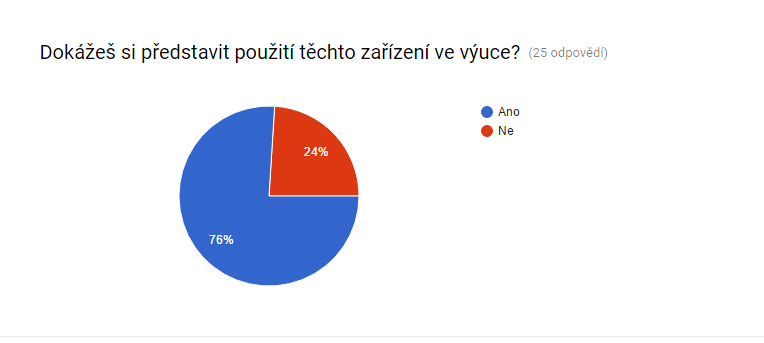 Dokážeš si představit použití těchto zařízení ve výuce? (25 odpovědí)
Ano
Ne
24%
76%